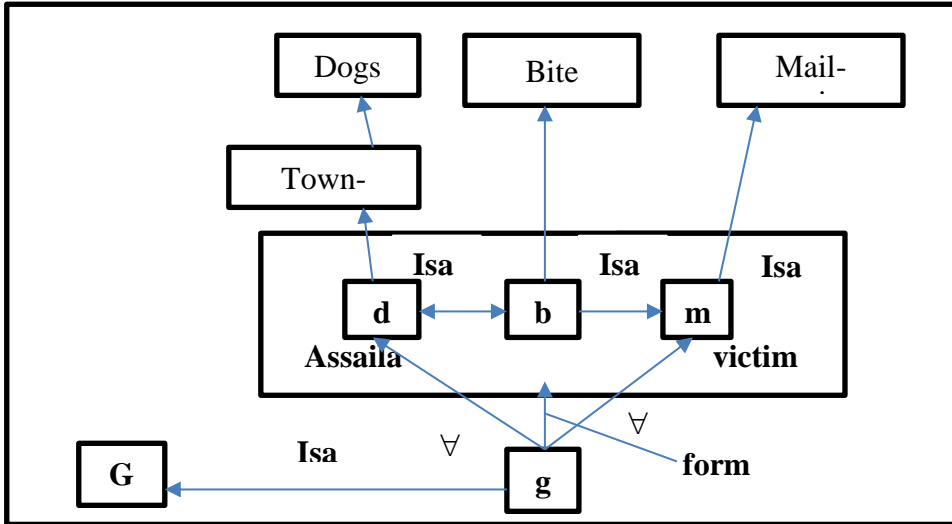 Dogs
Bite
Mail-
Town-
Isa
Isa
Isa
d
b
m
Assaila
victim
∀
∀
Isa
form
G
g